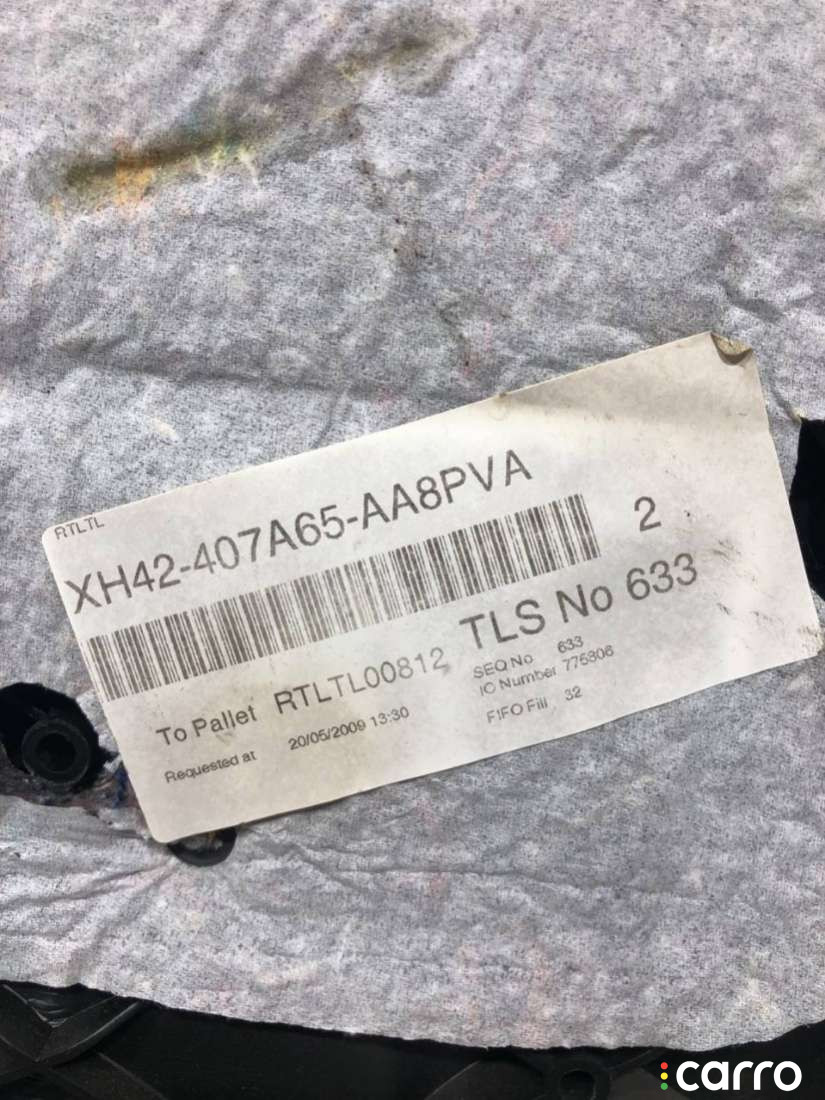 RTLTL
XH42-407A65-AA8PVA
2
TLS No 633
To Pallet RTLTL00812
SEQ No 633
IC Number 775306
Requested at 20/05/2009 13:30
FIFO Fill 32
carro